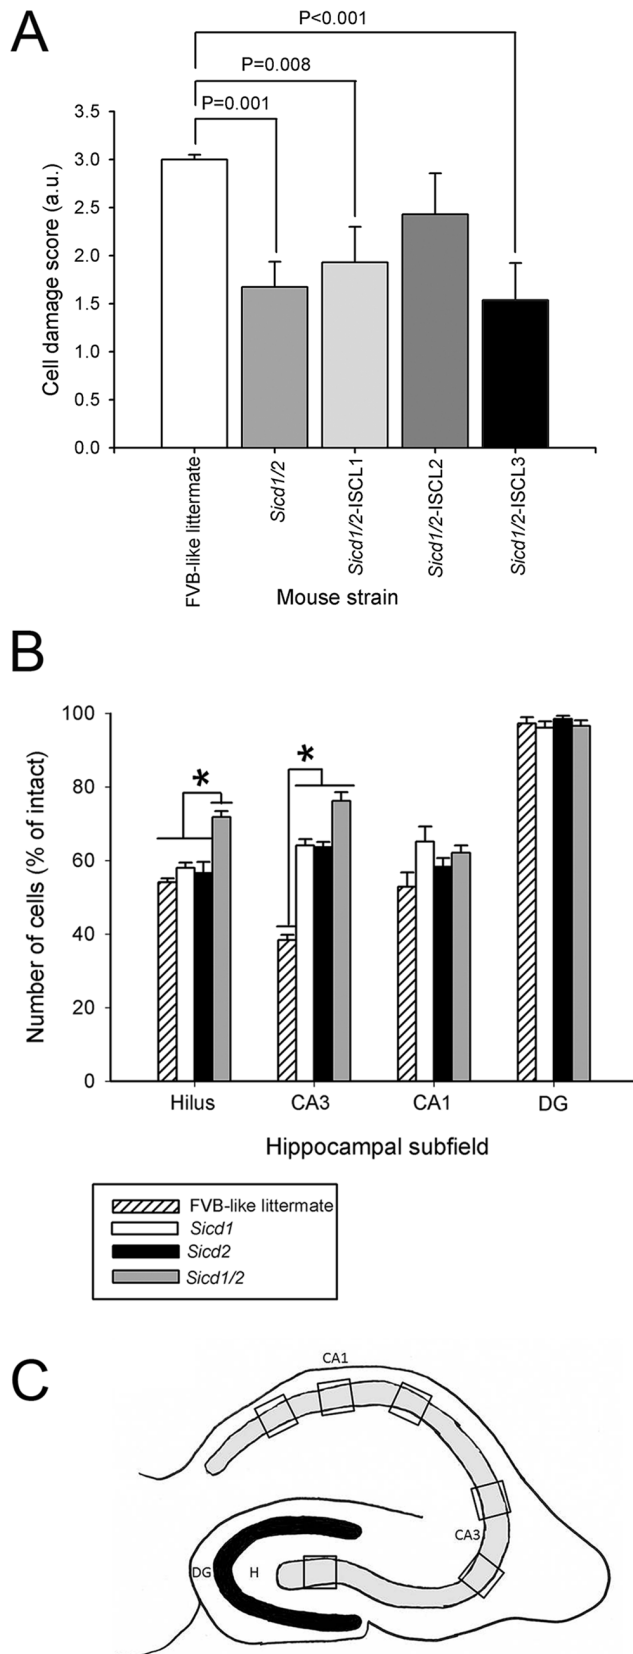 A
P<0.001
P=0.008
P=0.001
3.5
3.0
2.5
2.0
1.5
1.0
0.5
0.0
Cell damage score (a.u.)
FVB-like littermate
Sicd1/2
Sicd1/2-ISCL1
Sicd1/2-ISCL2
Sicd1/2-ISCL3
Mouse strain
B
100
80
60
40
20
0
Number of cells (% of intact)
*
*
Hilus CA3 CA1 DG
Hippocampal subfield
FVB-like littermate
Sicd1
Sicd2
Sicd1/2
C
CA1
CA3
DG H